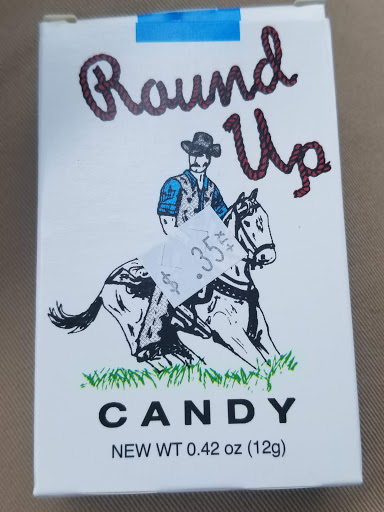 Round
Up
$ .35 x
+
CANDY
NEW WT 0.42 oz (12g)